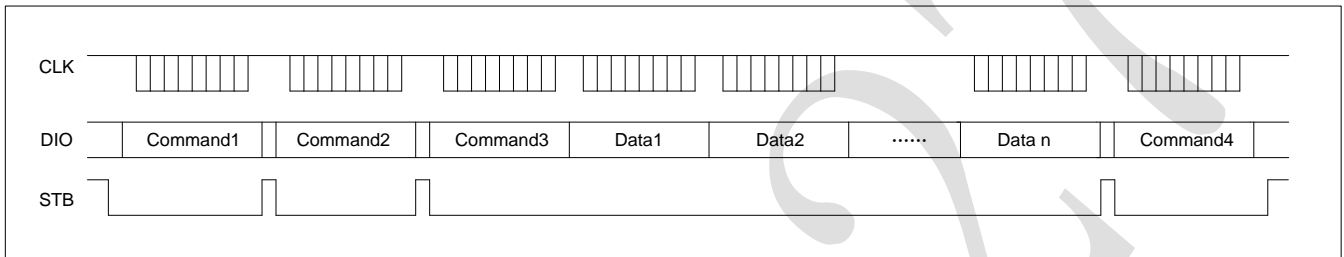 CLK
DIO Command1 Command2 Command3 Data1 Data2 ...... Data n Command4
STB